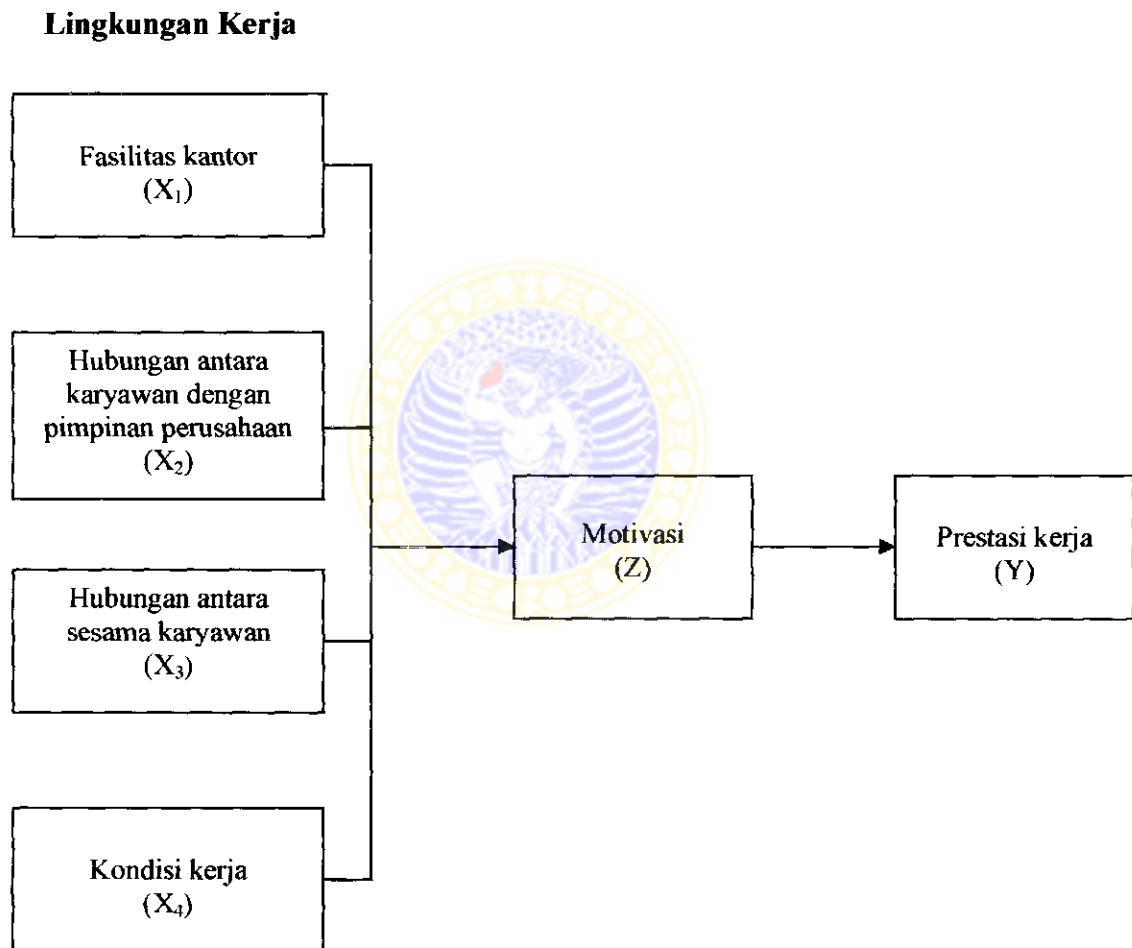 Lingkungan Kerja
Fasilitas kantor
(X₁)
Hubungan antara
karyawan dengan
pimpinan perusahaan
(X₂)
Hubungan antara
sesama karyawan
(X₃)
Kondisi kerja
(X₄)
Motivasi
(Z)
Prestasi kerja
(Y)